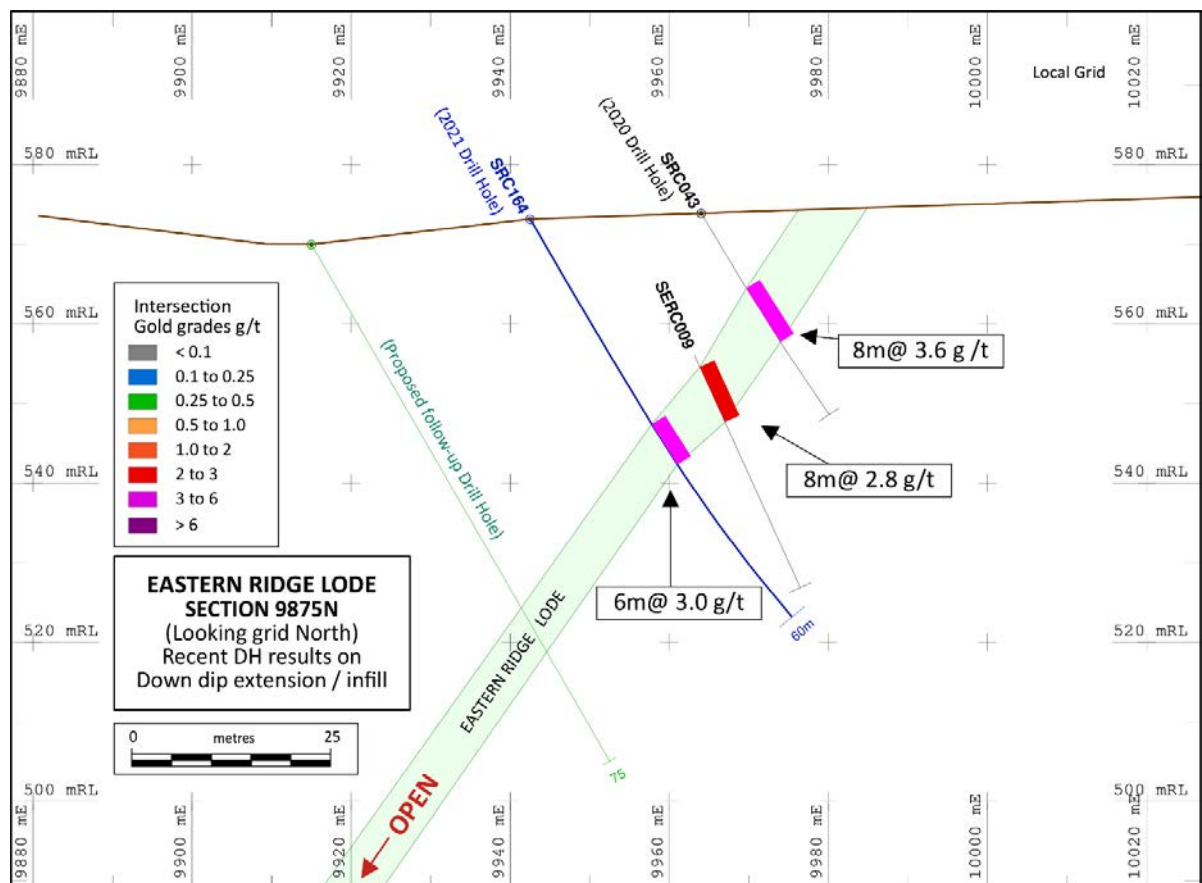 9880 mE
9900 mE
9920 mE
9940 mE
9960 mE
9980 mE
10000 mE
10020 mE
Local Grid
580 mRL
580 mRL
SRC164
(2021 Drill Hole)
SRC043
(2020 Drill Hole)
Intersection
Gold grades g/t
< 0.1
0.1 to 0.25
0.25 to 0.5
0.5 to 1.0
1.0 to 2
2 to 3
3 to 6
> 6
560 mRL
560 mRL
SERC009
(Proposed follow-up Drill Hole)
8m@ 3.6 g /t
8m@ 2.8 g/t
6m@ 3.0 g/t
540 mRL
540 mRL
EASTERN RIDGE LODE
SECTION 9875N
(Looking grid North)
Recent DH results on
Down dip extension / infill
EASTERN RIDGE LODE
60m
520 mRL
520 mRL
0 metres 25
75
OPEN
500 mRL
500 mRL
9880 mE
9900 mE
9920 mE
9940 mE
9960 mE
9980 mE
10000 mE
10020 mE